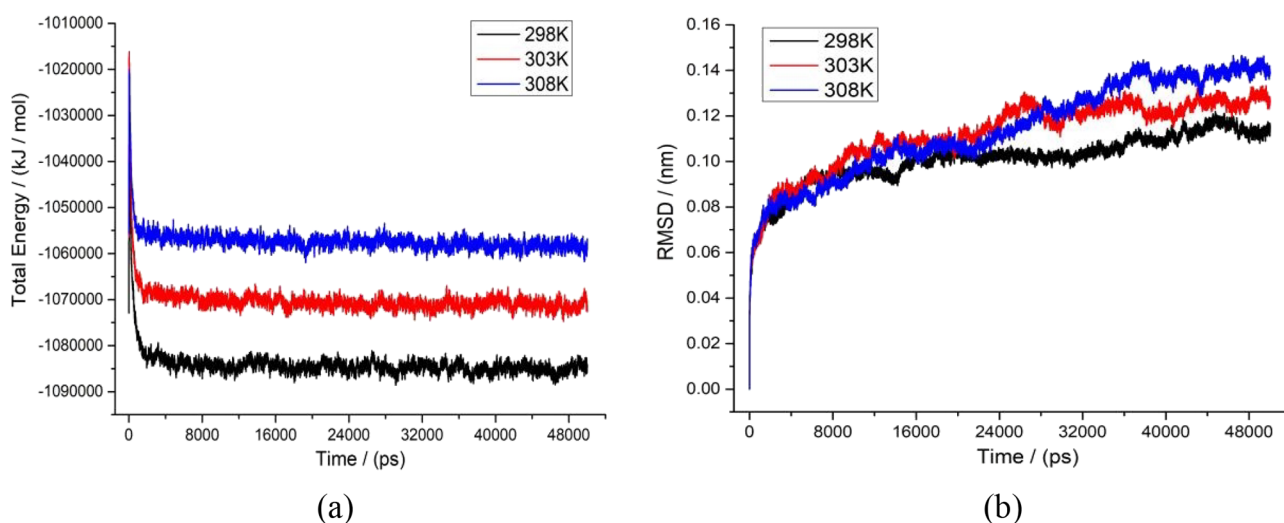 -1010000
-1020000
-1030000
-1040000
-1050000
-1060000
-1070000
-1080000
-1090000
Total Energy / (kJ / mol)
298K
303K
308K
0 8000 16000 24000 32000 40000 48000
Time / (ps)
(a)
0.16
0.14
0.12
0.10
0.08
0.06
0.04
0.02
0.00
RMSD / (nm)
298K
303K
308K
0 8000 16000 24000 32000 40000 48000
Time / (ps)
(b)